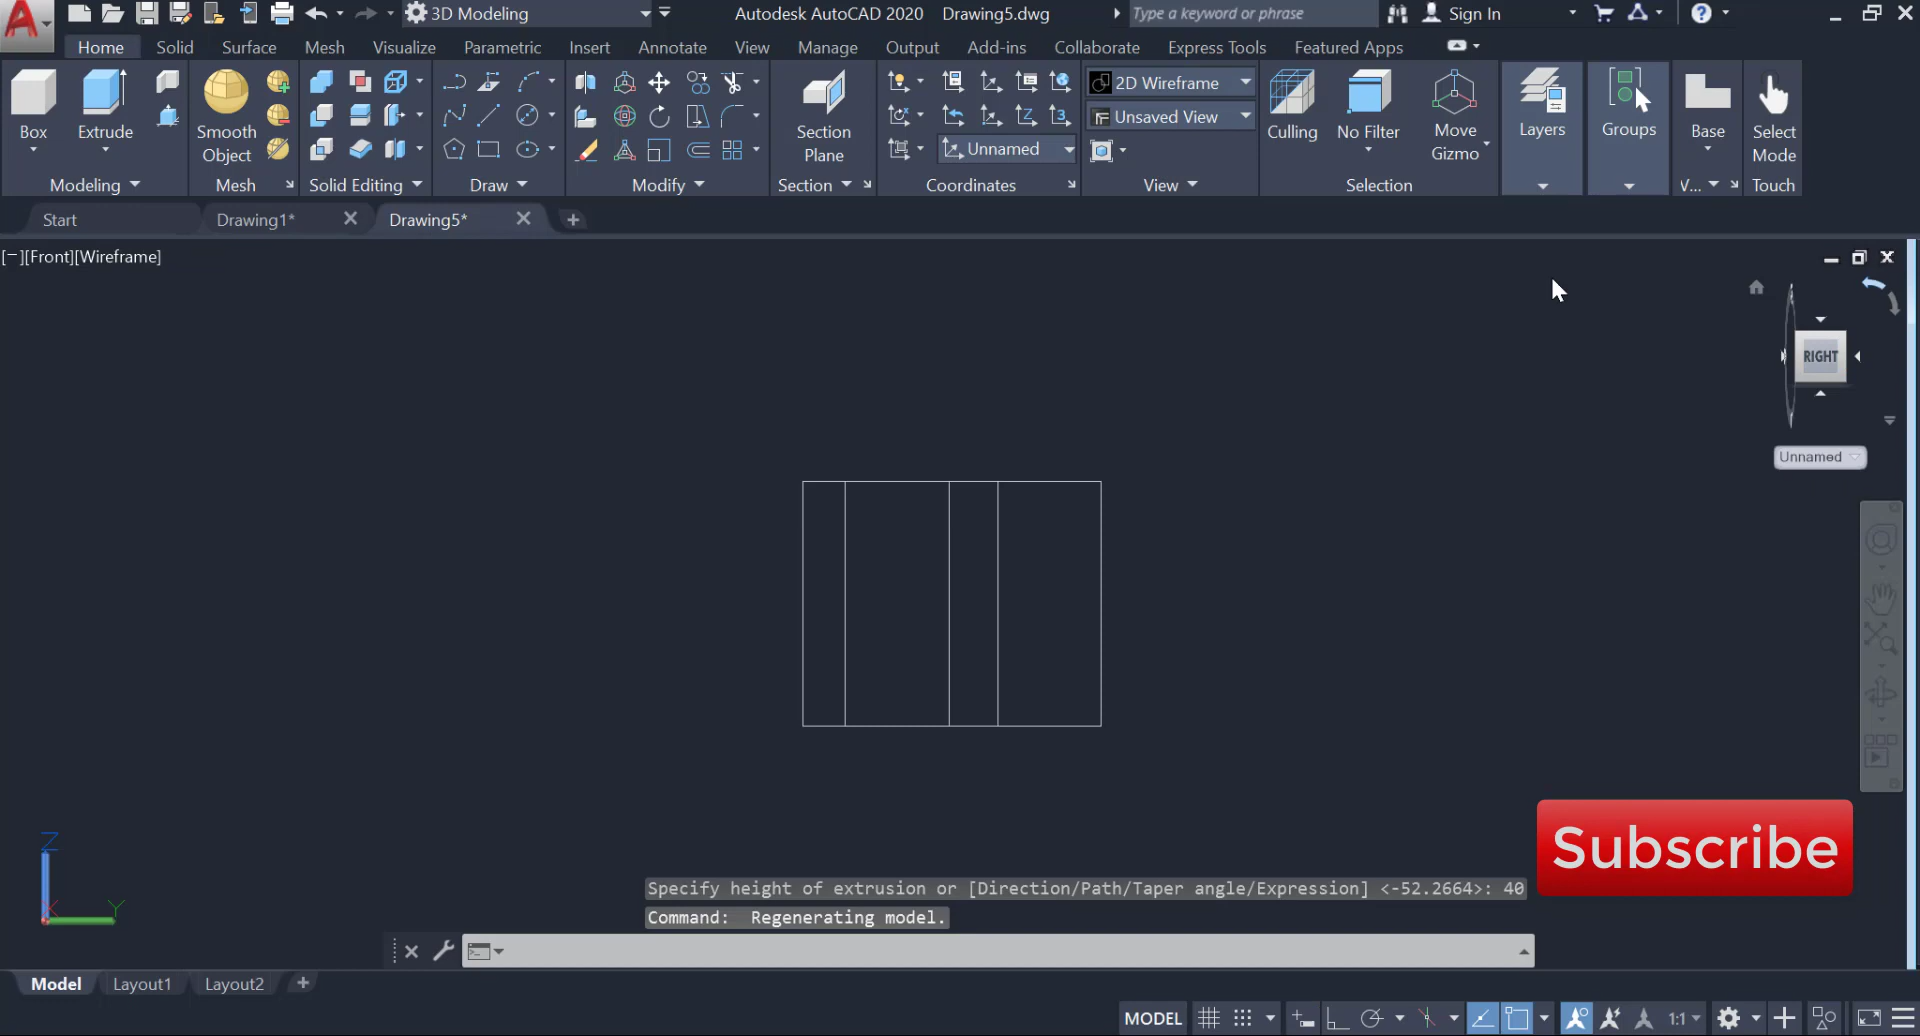 3D Modeling
Autodesk AutoCAD 2020 Drawing5.dwg
Type a keyword or phrase
Sign In
Home Solid Surface Mesh Visualize Parametric Insert Annotate View Manage Output Add-ins Collaborate Express Tools Featured Apps
Box
Extrude
Smooth
Object
Section
Plane
Unnamed
2D Wireframe
Unsaved View
Culling
No Filter
Move
Gizmo
Layers
Groups
Base
Select
Mode
Modeling Mesh Solid Editing Draw Modify Section Coordinates View Selection V... Touch
Start Drawing1* Drawing5*
[−][Front][Wireframe]
RIGHT
Unnamed
Z
X
Y
Subscribe
Specify height of extrusion or [Direction/Path/Taper angle/Expression] <-52.2664>: 40
Command: Regenerating model.
Model Layout1 Layout2
MODEL
1:1